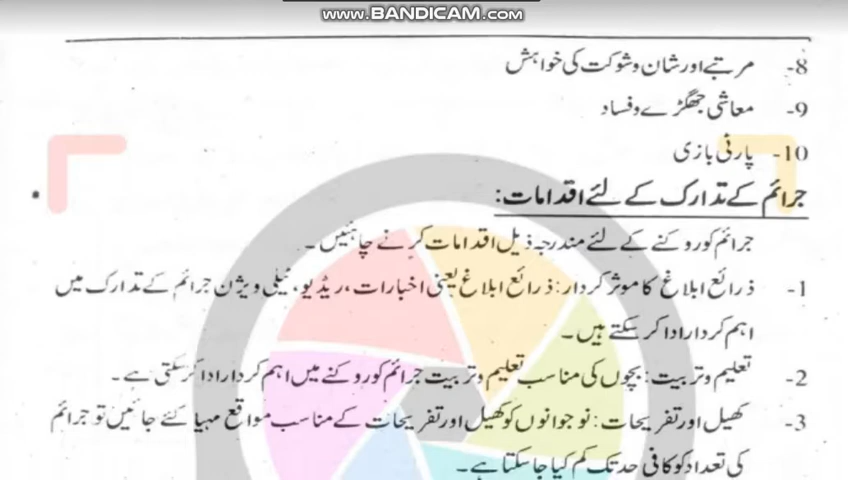 www.BANDICAM.com
8- مرتبے اور شان و شوکت کی خواہش
9- معاشی جھگڑے و فساد
10- پارٹی بازی
جرائم کے تدارک کے لئے اقدامات:
جرائم کو روکنے کے لئے مندرجہ ذیل اقدامات کرنے چاہئیں۔
1- ذرائع ابلاغ کا موثر کردار: ذرائع ابلاغ یعنی اخبارات، ریڈیو، ٹیلی ویژن جرائم کے تدارک میں
اہم کردار ادا کر سکتے ہیں۔
2- تعلیم و تربیت: بچوں کی مناسب تعلیم و تربیت جرائم کو روکنے میں اہم کردار ادا کر سکتی ہے۔
3- کھیل اور تفریحات: نوجوانوں کو کھیل اور تفریحات کے مناسب مواقع مہیا کئے جائیں تو جرائم
کی تعداد کو کافی حد تک کم کیا جا سکتا ہے۔